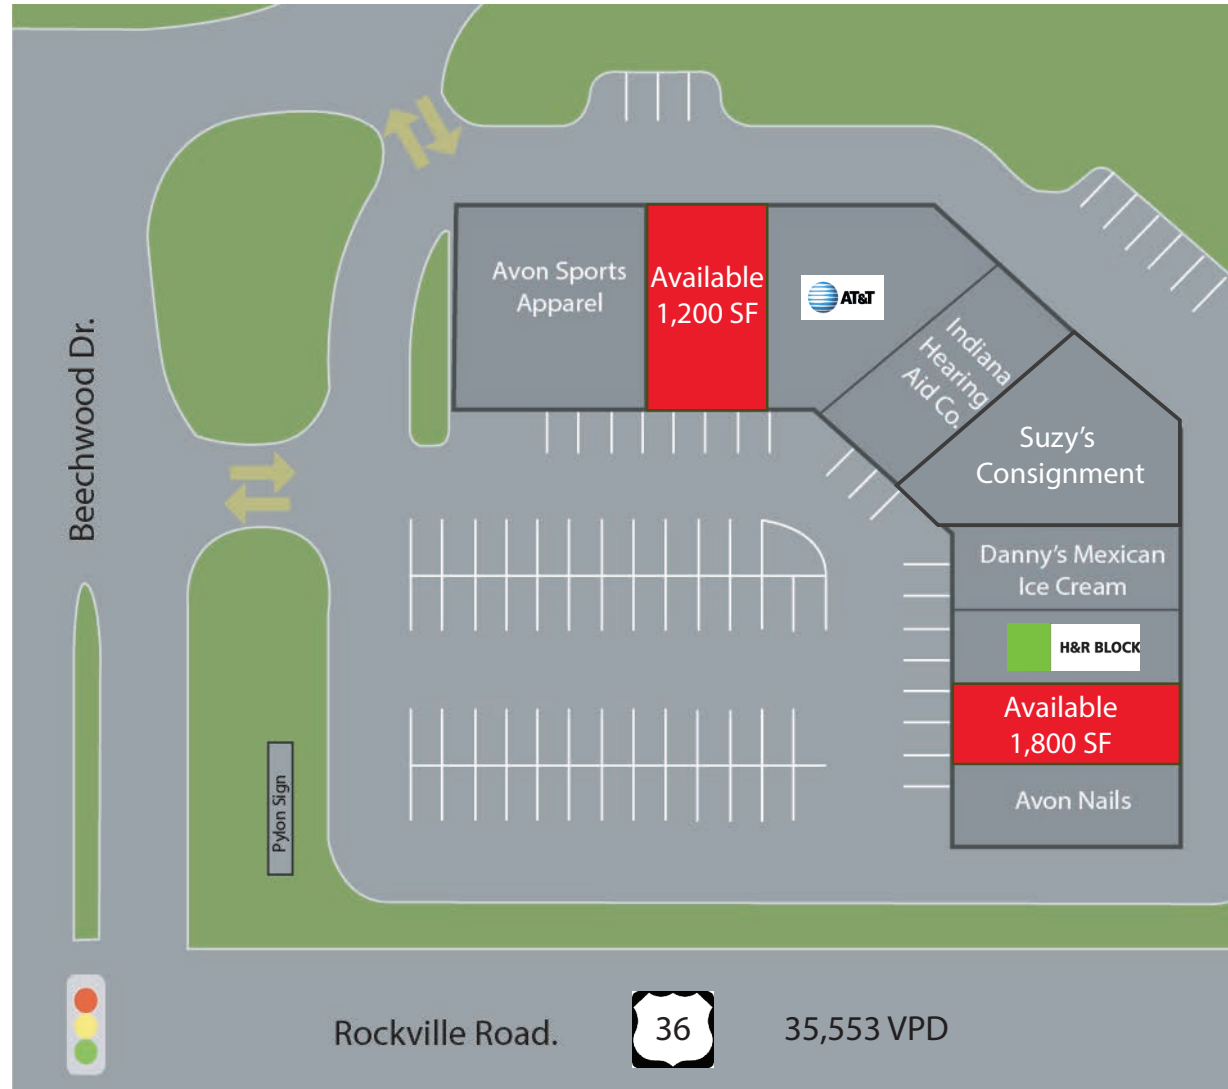 Avon Sports
Apparel
Available
1,200 SF
AT&T
Indiana
Hearing
Aid Co.
Suzy's
Consignment
Danny's Mexican
Ice Cream
H&R BLOCK
Available
1,800 SF
Avon Nails
Beechwood Dr.
Pylon Sign
Rockville Road.
36
35,553 VPD